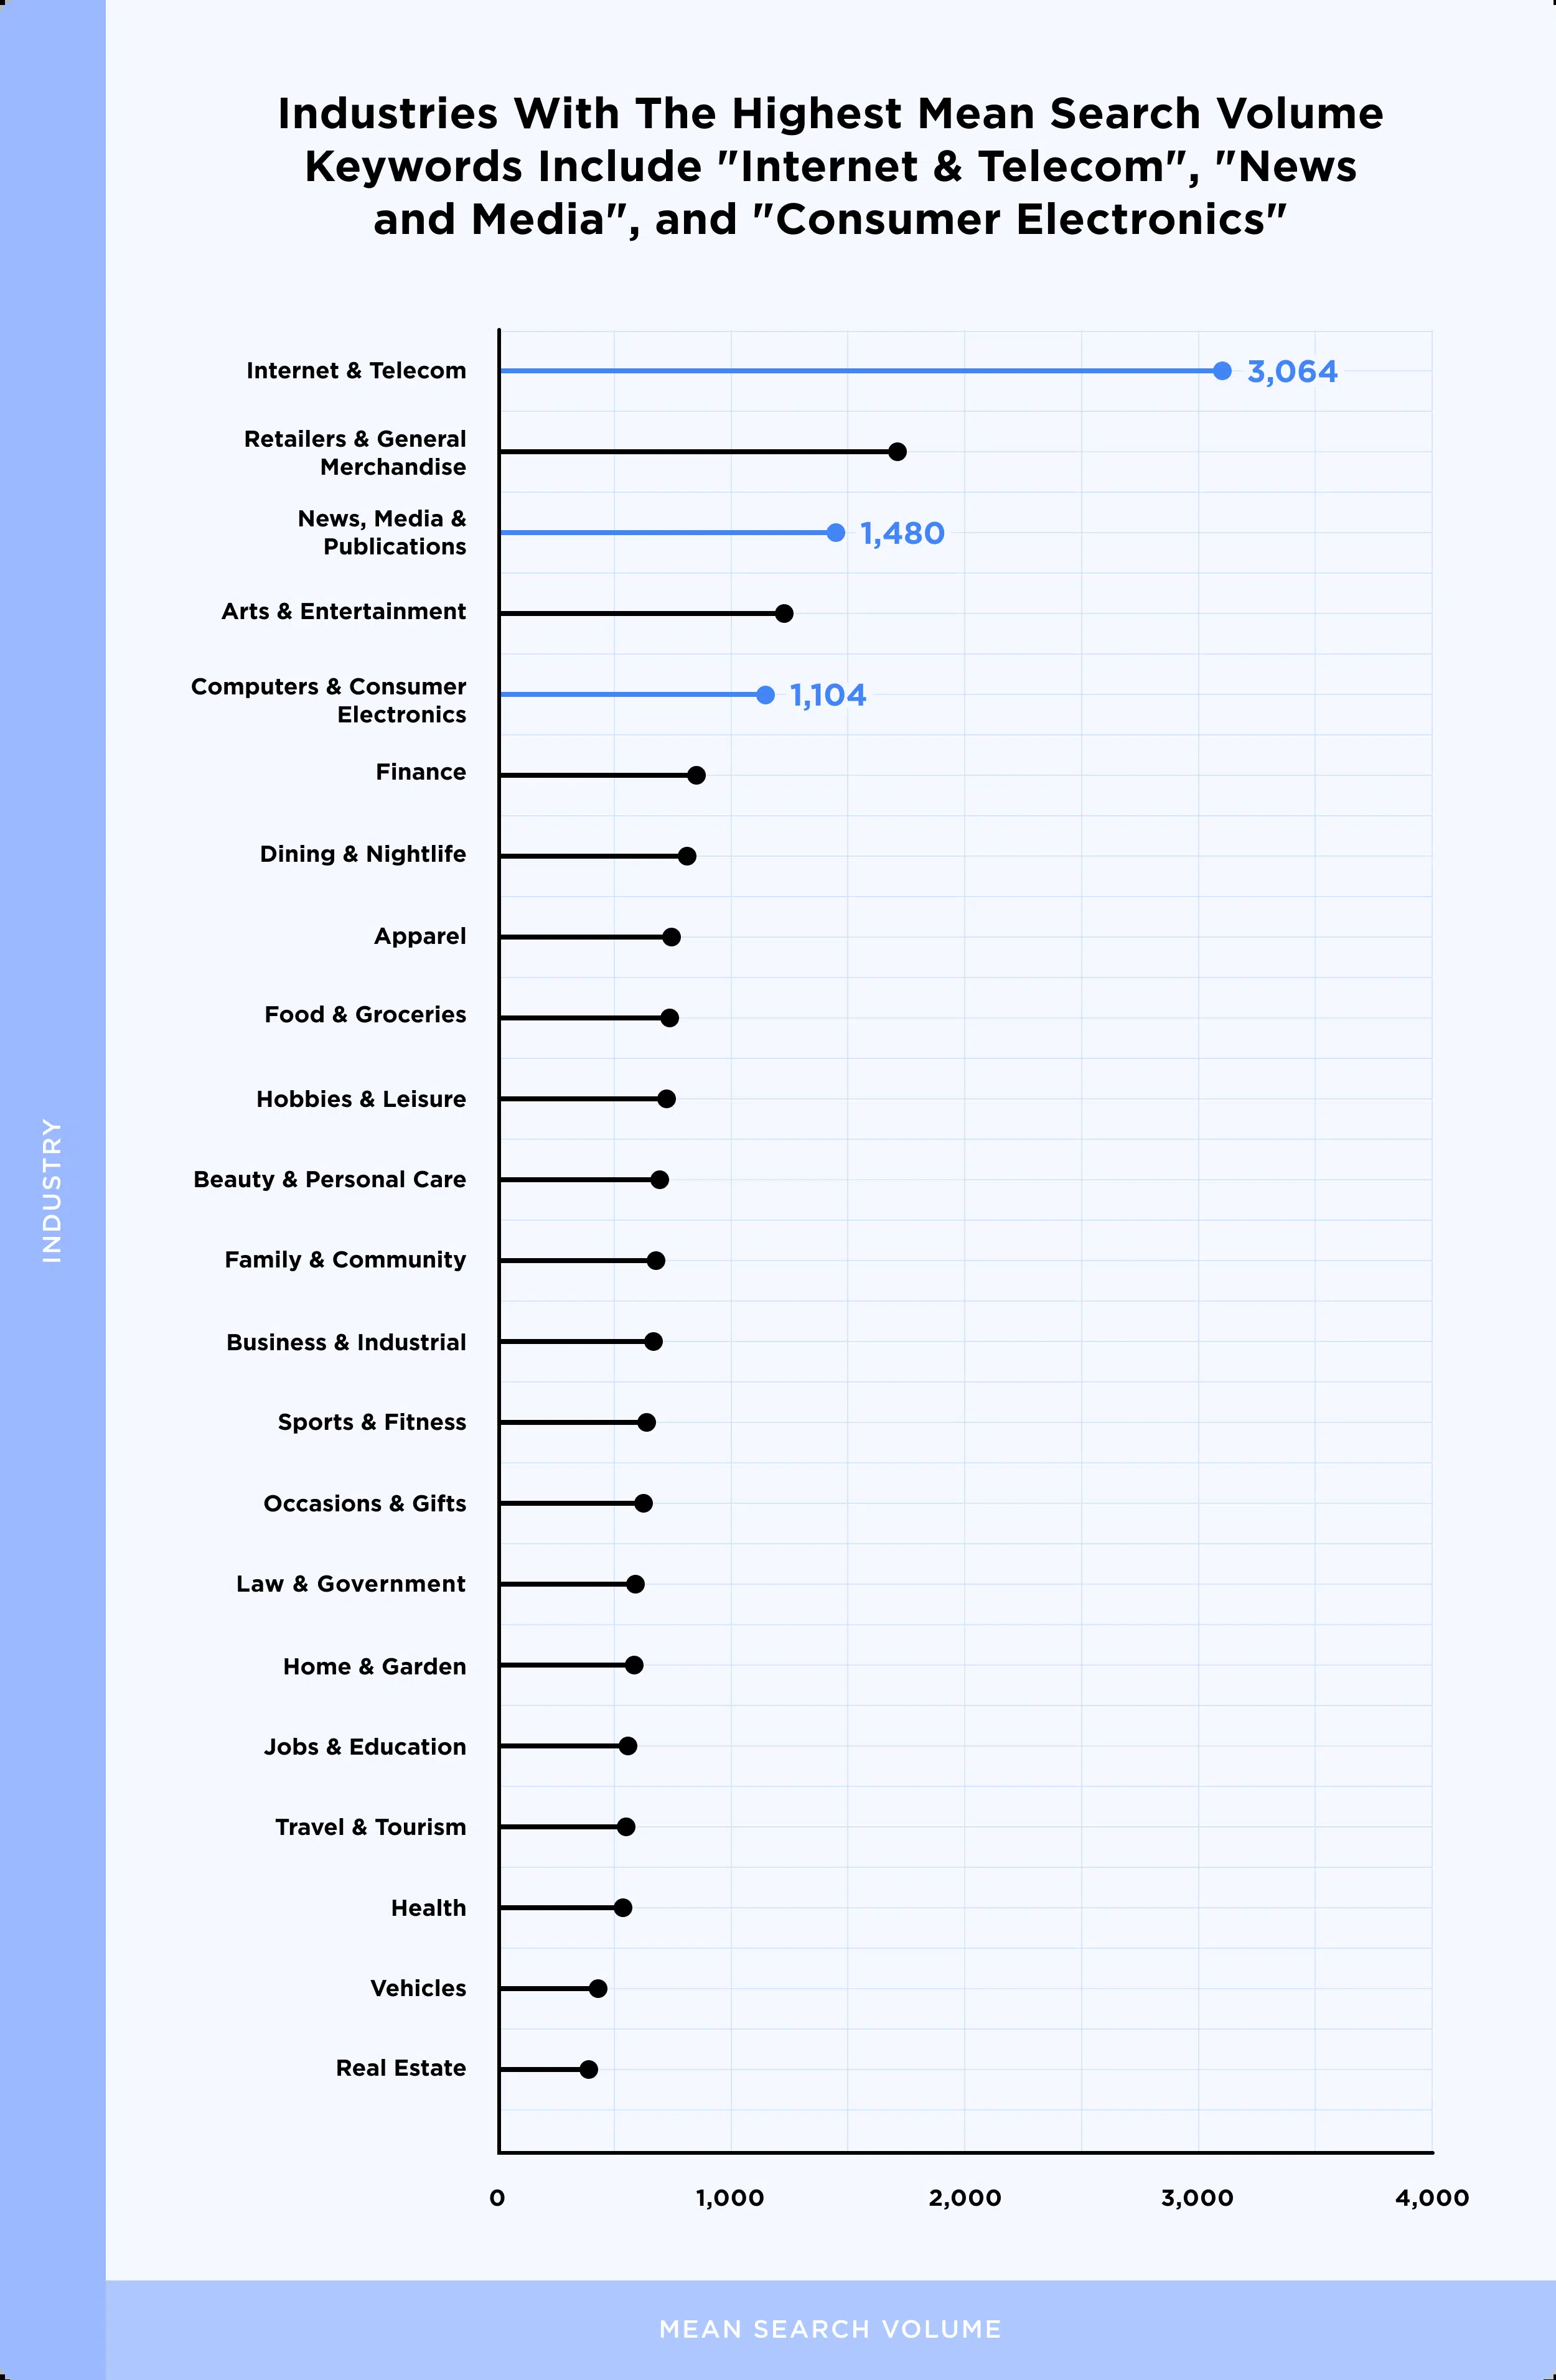 Industries With The Highest Mean Search Volume
Keywords Include "Internet & Telecom", "News
and Media", and "Consumer Electronics"
INDUSTRY
Internet & Telecom
3,064
Retailers & General
Merchandise
News, Media &
Publications
1,480
Arts & Entertainment
Computers & Consumer
Electronics
1,104
Finance
Dining & Nightlife
Apparel
Food & Groceries
Hobbies & Leisure
Beauty & Personal Care
Family & Community
Business & Industrial
Sports & Fitness
Occasions & Gifts
Law & Government
Home & Garden
Jobs & Education
Travel & Tourism
Health
Vehicles
Real Estate
0 1,000 2,000 3,000 4,000
MEAN SEARCH VOLUME